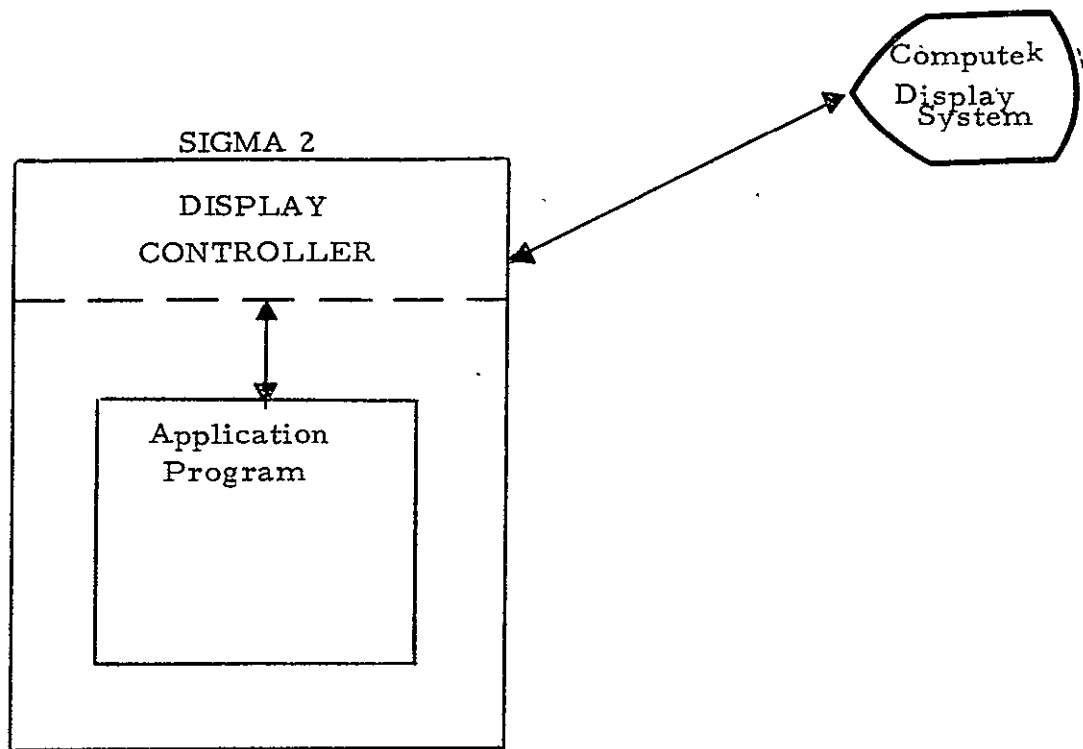 Computek
Display
System
SIGMA 2
DISPLAY
CONTROLLER
Application
Program